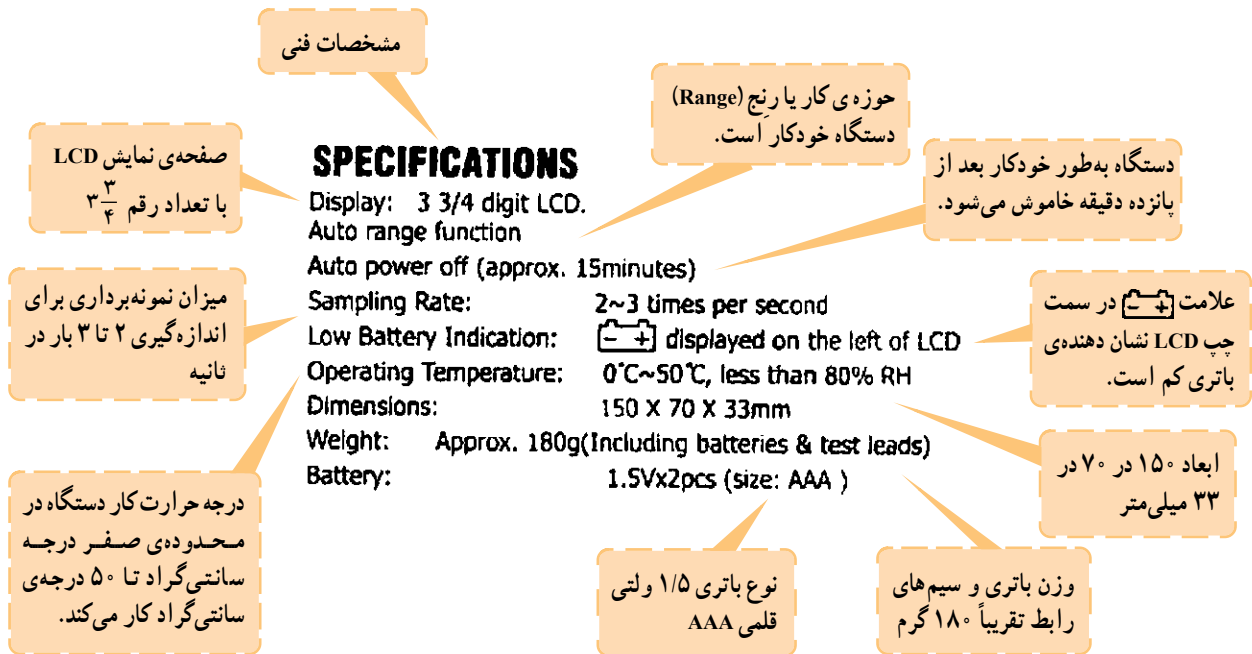 مشخصات فنی
حوزه ی کار یا رنج (Range)
دستگاه خودکار است.
صفحه‌ی نمایش LCD
با تعداد رقم ۳ ۳/۴
دستگاه به‌طور خودکار بعد از
پانزده دقیقه خاموش می‌شود.
SPECIFICATIONS
Display: 3 3/4 digit LCD.
Auto range function
Auto power off (approx. 15minutes)
Sampling Rate: 2~3 times per second
Low Battery Indication: - + displayed on the left of LCD
Operating Temperature: 0°C~50°C, less than 80% RH
Dimensions: 150 X 70 X 33mm
Weight: Approx. 180g(Including batteries & test leads)
Battery: 1.5Vx2pcs (size: AAA )
میزان نمونه‌برداری برای
اندازه‌گیری ۲ تا ۳ بار در
ثانیه
علامت - + در سمت
چپ LCD نشان دهنده‌ی
باتری کم است.
درجه حرارت کار دستگاه در
محدوده‌ی صفر درجه
سانتی‌گراد تا ۵۰ درجه‌ی
سانتی‌گراد کار می‌کند.
ابعاد ۱۵۰ در ۷۰ در
۳۳ میلی‌متر
نوع باتری ۱/۵ ولتی
قلمی AAA
وزن باتری و سیم‌های
رابط تقریباً ۱۸۰ گرم